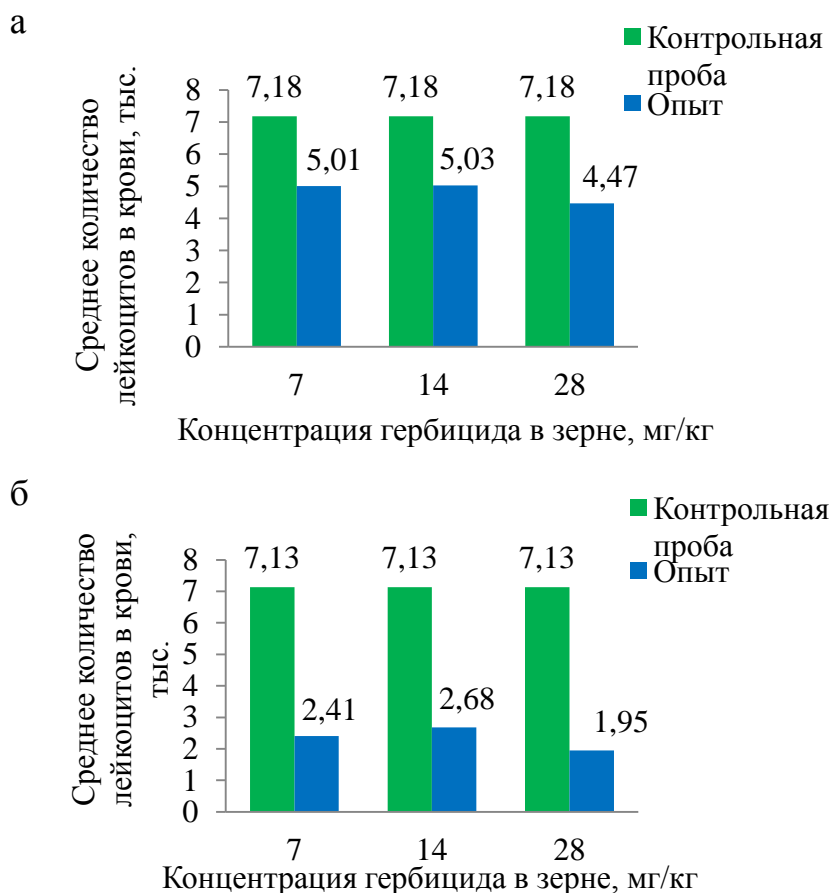 а
Контрольная
проба
Опыт
Среднее количество
лейкоцитов в крови, тыс.
8
7
6
5
4
3
2
1
0
7,18
7,18
7,18
5,01
5,03
4,47
7
14
28
Концентрация гербицида в зерне, мг/кг
б
Контрольная
проба
Опыт
Среднее количество
лейкоцитов в крови,
тыс.
8
7
6
5
4
3
2
1
0
7,13
7,13
7,13
2,41
2,68
1,95
7
14
28
Концентрация гербицида в зерне, мг/кг